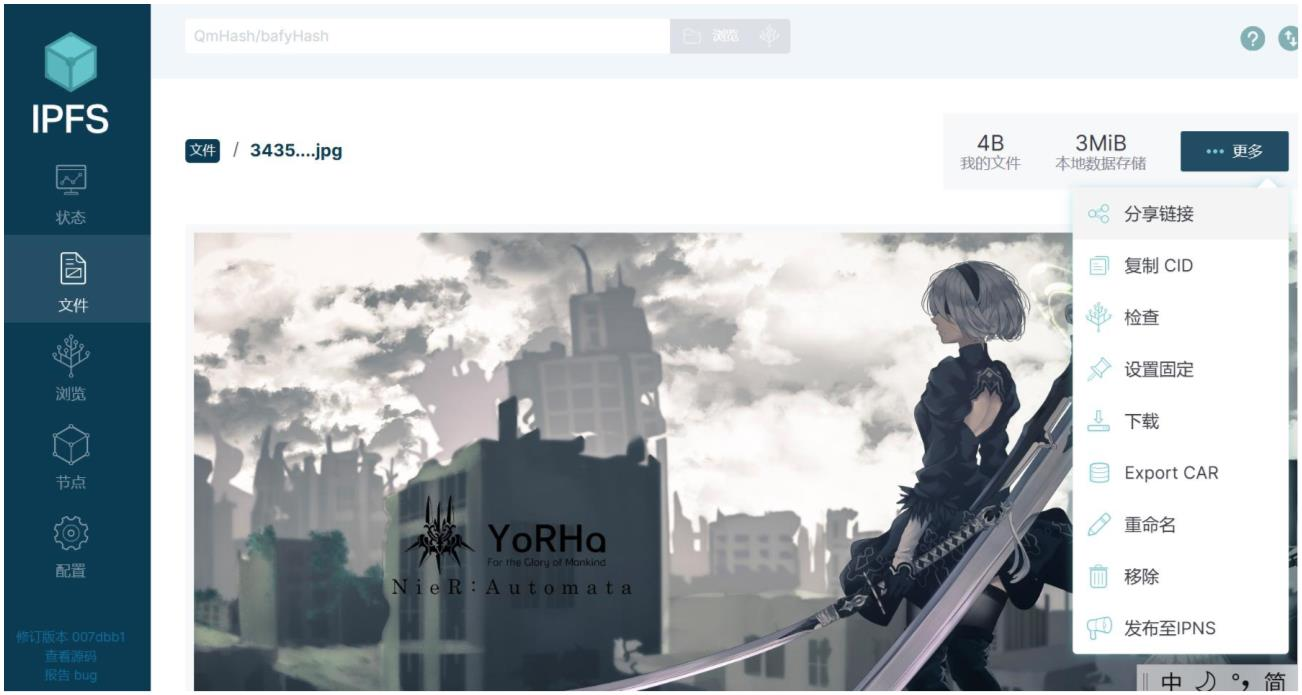 QmHash/bafyHash
浏览
IPFS
文件 / 3435....jpg
4B
我的文件
3MiB
本地数据存储
··· 更多
状态
文件
浏览
节点
配置
修订版本 007dbb1
查看源码
报告 bug
分享链接
复制 CID
检查
设置固定
下载
Export CAR
重命名
移除
发布至IPNS
YoRHa
For the Glory of Mankind
NieR:Automata
中 简